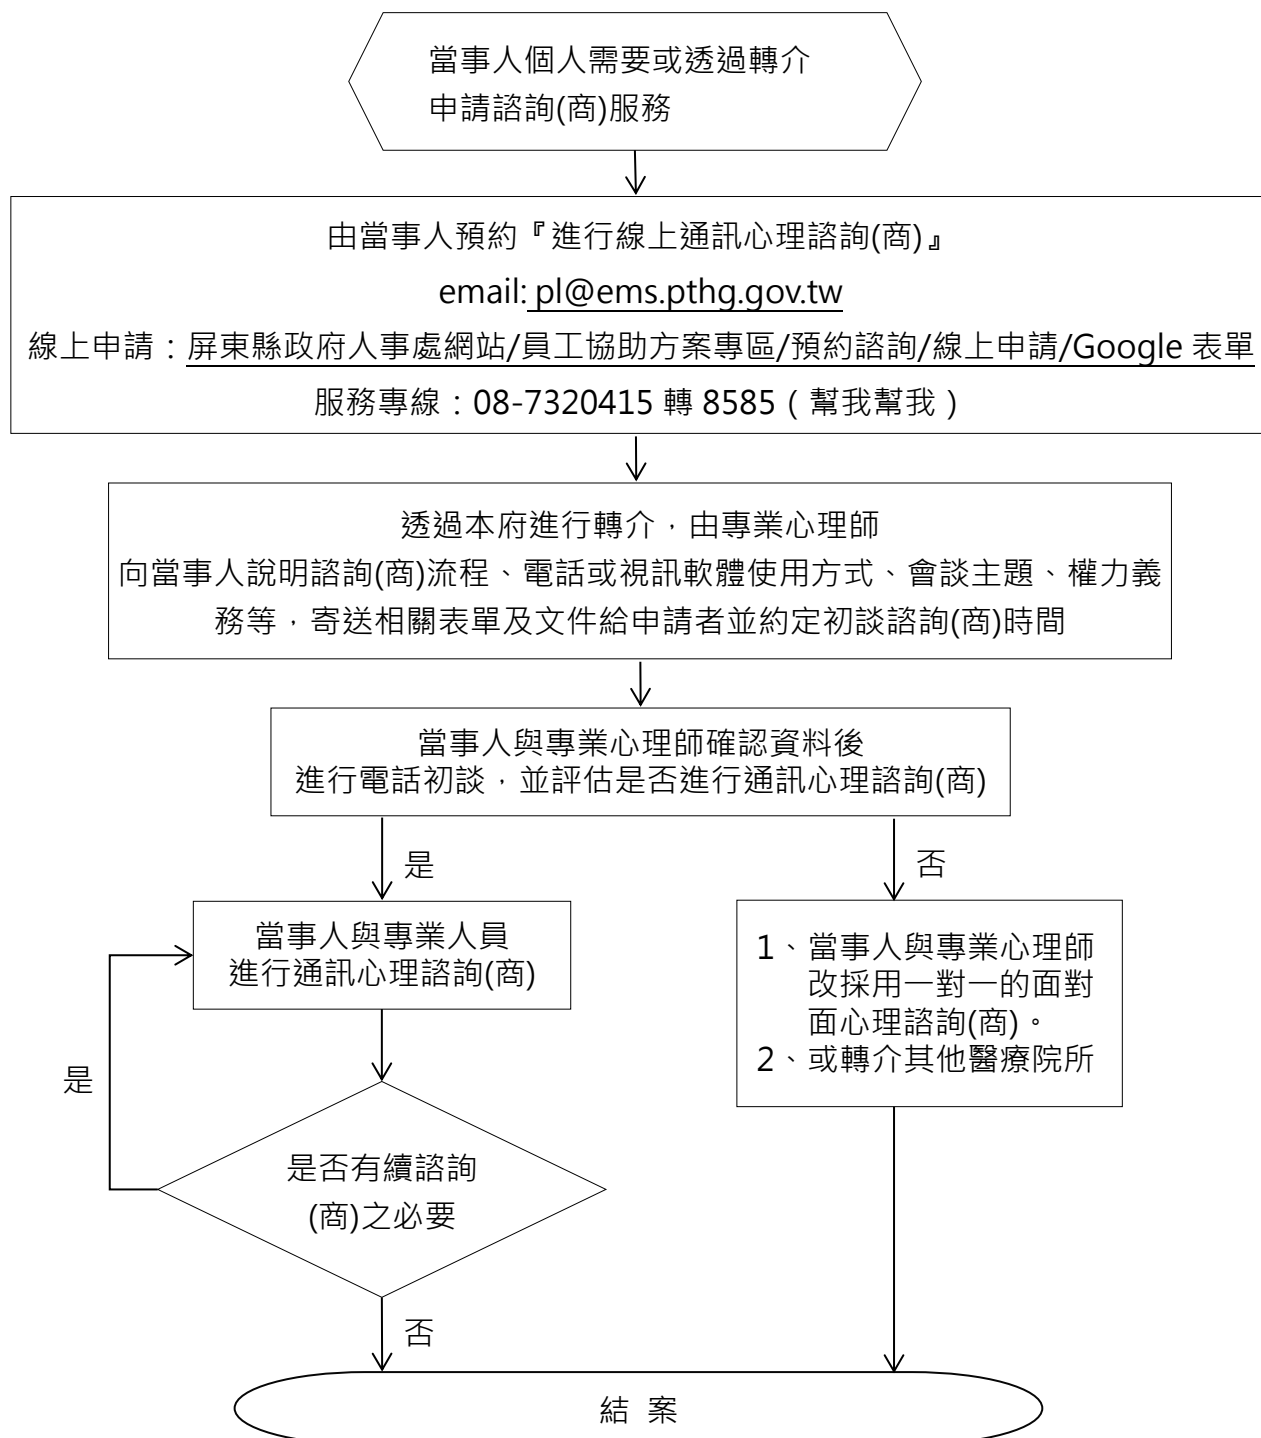 當事人個人需要或透過轉介
申請諮詢(商)服務
由當事人預約『進行線上通訊心理諮詢(商)』
email: pl@ems.pthg.gov.tw
線上申請：屏東縣政府人事處網站/員工協助方案專區/預約諮詢/線上申請/Google 表單
服務專線：08-7320415 轉 8585（幫我幫我）
透過本府進行轉介，由專業心理師
向當事人說明諮詢(商)流程、電話或視訊軟體使用方式、會談主題、權力義
務等，寄送相關表單及文件給申請者並約定初談諮詢(商)時間
當事人與專業心理師確認資料後
進行電話初談，並評估是否進行通訊心理諮詢(商)
是
否
當事人與專業人員
進行通訊心理諮詢(商)
1、當事人與專業心理師
改採用一對一的面對
面心理諮詢(商)。
2、或轉介其他醫療院所
是
是否有續諮詢
(商)之必要
否
結 案